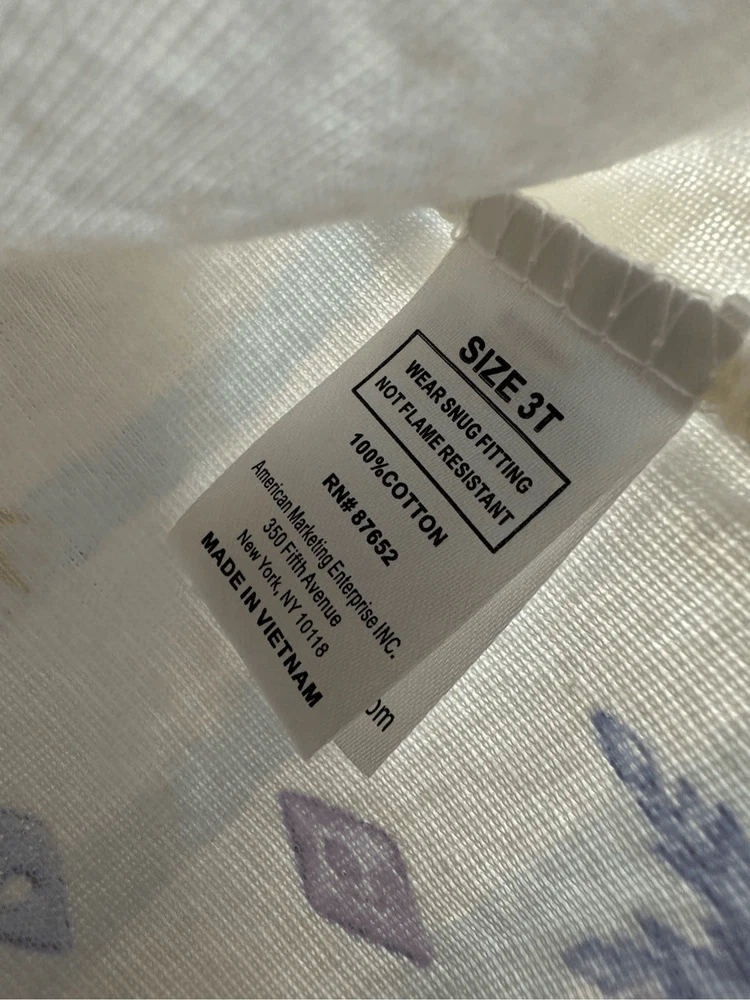 SIZE 3T
WEAR SNUG FITTING
NOT FLAME RESISTANT
100%COTTON
RN# 87652
American Marketing Enterprise INC.
350 Fifth Avenue
New York, NY 10118
MADE IN VIETNAM
om